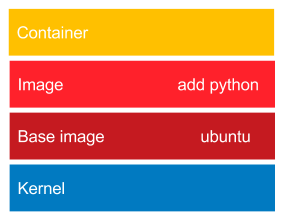 Container
Image add python
Base image ubuntu
Kernel